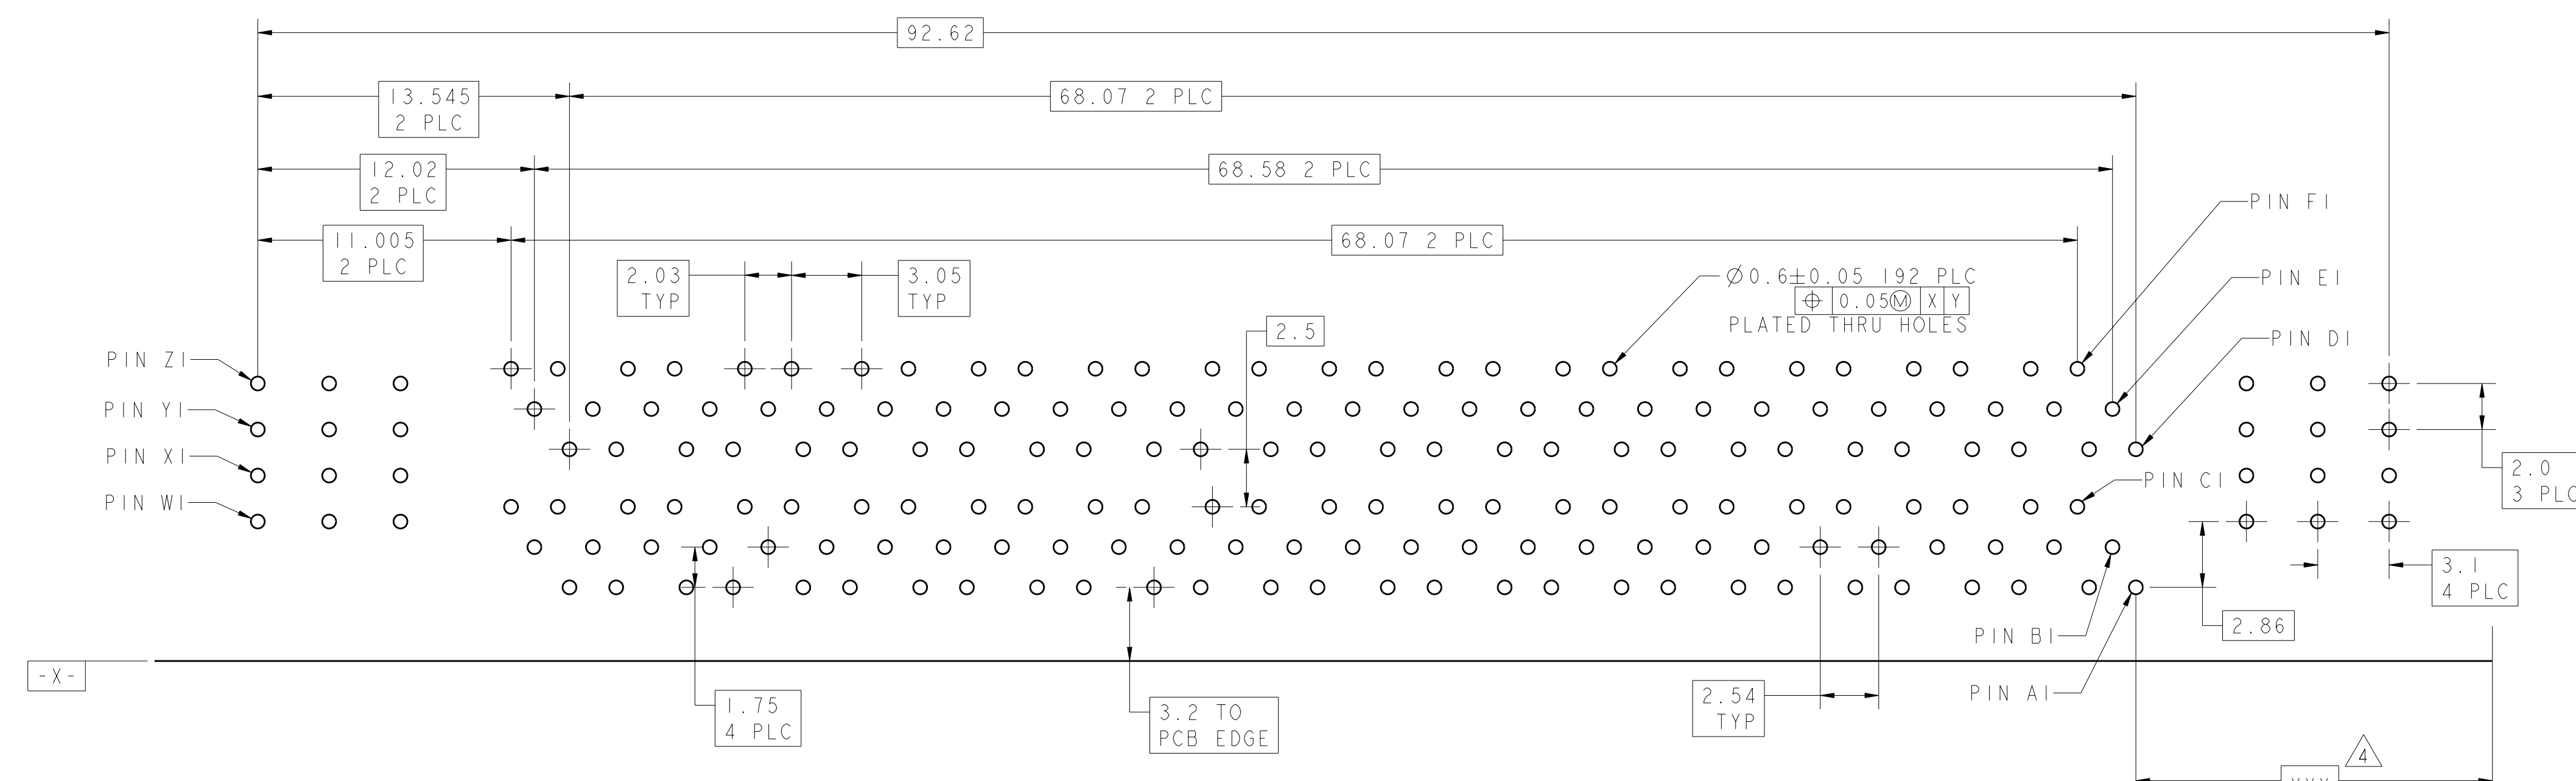 92.62
13.545
2 PLC
68.07 2 PLC
12.02
2 PLC
68.58 2 PLC
PIN F1
11.005
2 PLC
68.07 2 PLC
2.03
TYP
3.05
TYP
Ø0.6±0.05 192 PLC
⌖ 0.05Ⓜ X Y
PLATED THRU HOLES
PIN E1
2.5
PIN D1
PIN Z1
PIN Y1
PIN X1
PIN W1
2.0
3 PLC
PIN C1
3.1
4 PLC
2.86
PIN B1
-X-
PIN A1
1.75
4 PLC
3.2 TO
PCB EDGE
2.54
TYP
4